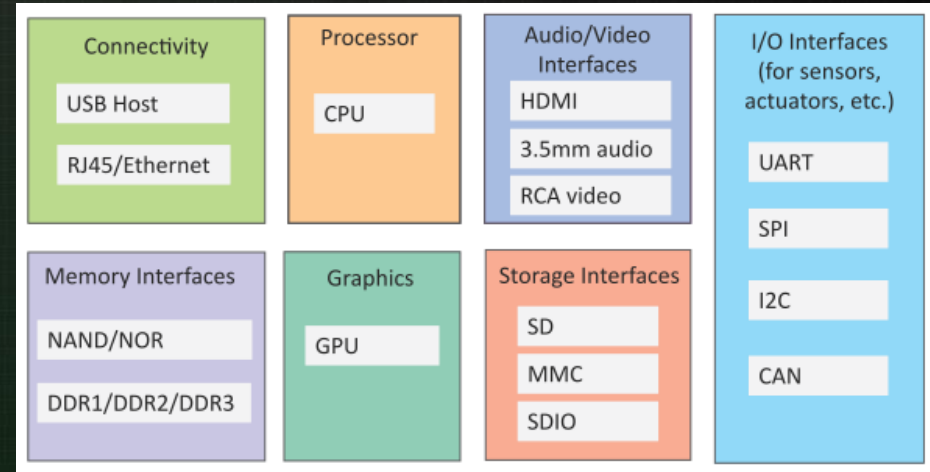 Connectivity
USB Host
RJ45/Ethernet
Processor
CPU
Audio/Video
Interfaces
HDMI
3.5mm audio
RCA video
I/O Interfaces
(for sensors,
actuators, etc.)
UART
SPI
I2C
CAN
Memory Interfaces
NAND/NOR
DDR1/DDR2/DDR3
Graphics
GPU
Storage Interfaces
SD
MMC
SDIO